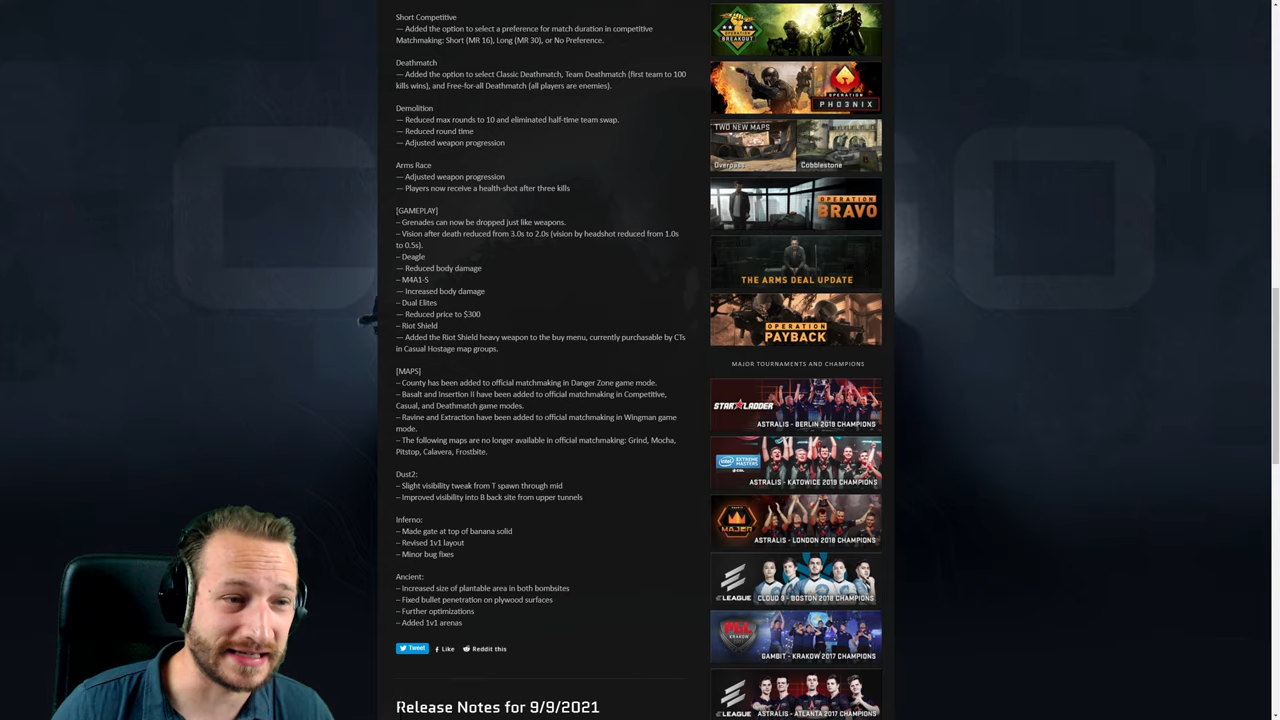 Short Competitive
— Added the option to select a preference for match duration in competitive
Matchmaking: Short (MR 16), Long (MR 30), or No Preference.
Deathmatch
— Added the option to select Classic Deathmatch, Team Deathmatch (first team to 100
kills wins), and Free-for-all Deathmatch (all players are enemies).
Demolition
— Reduced max rounds to 10 and eliminated half-time team swap.
— Reduced round time
— Adjusted weapon progression
Arms Race
— Adjusted weapon progression
— Players now receive a health-shot after three kills
[GAMEPLAY]
– Grenades can now be dropped just like weapons.
– Vision after death reduced from 3.0s to 2.0s (vision by headshot reduced from 1.0s
to 0.5s).
– Deagle
— Reduced body damage
– M4A1-S
— Increased body damage
– Dual Elites
— Reduced price to $300
– Riot Shield
— Added the Riot Shield heavy weapon to the buy menu, currently purchasable by CTs
in Casual Hostage map groups.
[MAPS]
– County has been added to official matchmaking in Danger Zone game mode.
– Basalt and Insertion II have been added to official matchmaking in Competitive,
Casual, and Deathmatch game modes.
– Ravine and Extraction have been added to official matchmaking in Wingman game
mode.
– The following maps are no longer available in official matchmaking: Grind, Mocha,
Pitstop, Calavera, Frostbite.
Dust2:
– Slight visibility tweak from T spawn through mid
– Improved visibility into B back site from upper tunnels
Inferno:
– Made gate at top of banana solid
– Revised 1v1 layout
– Minor bug fixes
Ancient:
– Increased size of plantable area in both bombsites
– Fixed bullet penetration on plywood surfaces
– Further optimizations
– Added 1v1 arenas
Tweet Like Reddit this
Release Notes for 9/9/2021
OPERATION
BREAKOUT
OPERATION
PHO3NIX
TWO NEW MAPS
Overpass Cobblestone
OPERATION
BRAVO
THE ARMS DEAL UPDATE
OPERATION
PAYBACK
MAJOR TOURNAMENTS AND CHAMPIONS
STARLADDER
ASTRALIS - BERLIN 2019 CHAMPIONS
intel EXTREME
MASTERS
ESL
ASTRALIS - KATOWICE 2019 CHAMPIONS
MAJOR
ASTRALIS - LONDON 2018 CHAMPIONS
ELEAGUE
CLOUD 9 - BOSTON 2018 CHAMPIONS
PGL
KRAKOW
GAMBIT - KRAKOW 2017 CHAMPIONS
ELEAGUE
ASTRALIS - ATLANTA 2017 CHAMPIONS